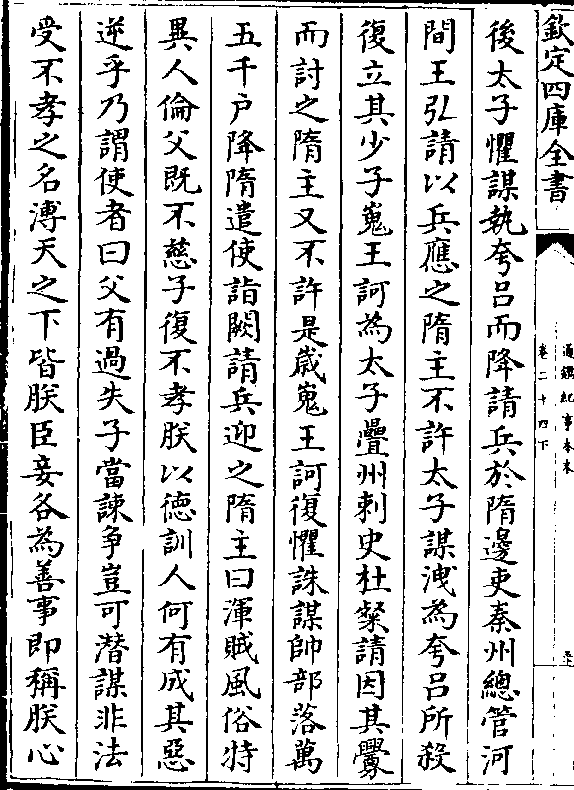 欽定四庫全書
通鑑紀事本末
卷二十四下
後太子懼謀執夸吕而降請兵於隋邊吏秦州總管河
間王弘請以兵應之隋主不許太子謀洩為夸吕所殺
復立其少子嵬王訶為太子疊州刺史杜粲請因其釁
而討之隋主又不許是歲嵬王訶復懼誅謀帥部落萬
五千户降隋遣使詣闕請兵迎之隋主曰渾賊風俗特
異人倫父既不慈子復不孝朕以德訓人何有成其惡
逆乎乃謂使者曰父有過失子當諫争豈可潜謀非法
受不孝之名溥天之下皆朕臣妾各為善事即稱朕心